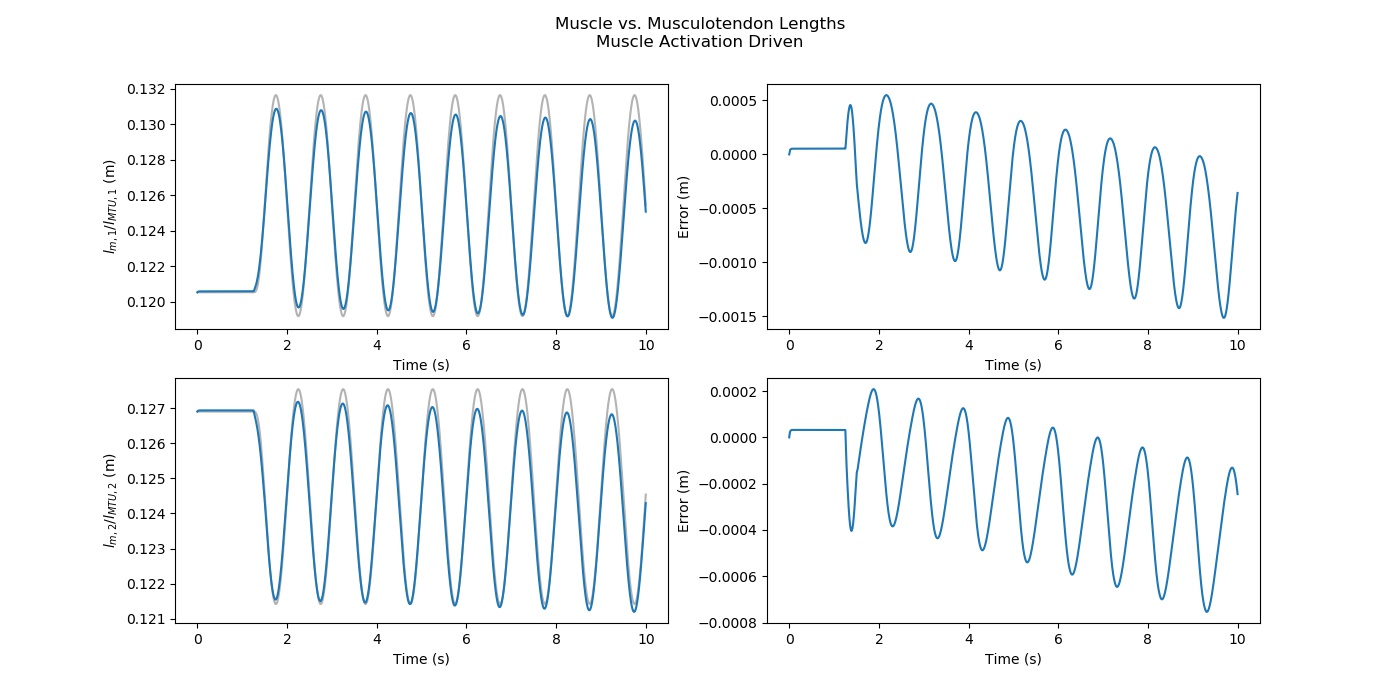 Muscle vs. Musculotendon Lengths
Muscle Activation Driven
l_{m,1}/l_{MTU,1} (m)
0.132
0.130
0.128
0.126
0.124
0.122
0.120
0 2 4 6 8 10
Time (s)
Error (m)
0.0005
0.0000
−0.0005
−0.0010
−0.0015
0 2 4 6 8 10
Time (s)
l_{m,2}/l_{MTU,2} (m)
0.127
0.126
0.125
0.124
0.123
0.122
0.121
0 2 4 6 8 10
Time (s)
Error (m)
0.0002
0.0000
−0.0002
−0.0004
−0.0006
−0.0008
0 2 4 6 8 10
Time (s)